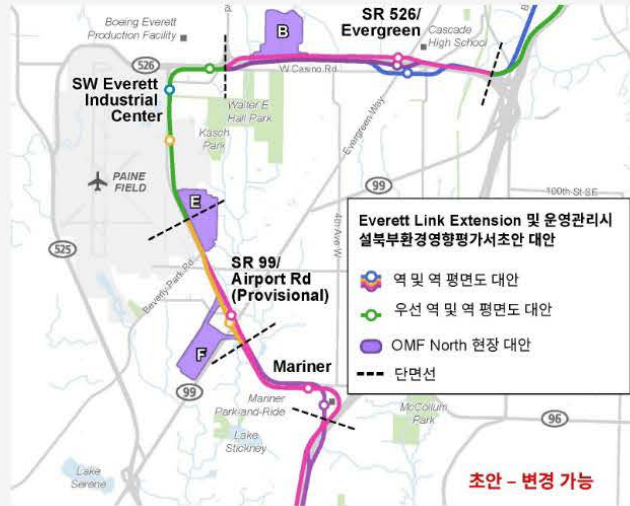 Boeing Everett
Production Facility
526
SW Everett
Industrial
Center
B
SR 526/
Evergreen
Cascade
High School
W Casino Rd
Walter E
Hall Park
Kasch
Park
Evergreen Way
PAINE
FIELD
99
100th St SE
4th Ave W
525
E
Beverly Park Rd
SR 99/
Airport Rd
(Provisional)
F
99
Mariner
Mariner
Park-and-Ride
Lake
Stickney
McCollum
Park
96
Lake
Serene
Everett Link Extension 및 운영관리시
설북부환경영향평가서초안 대안
역 및 역 평면도 대안
우선 역 및 역 평면도 대안
OMF North 현장 대안
단면선
초안 – 변경 가능